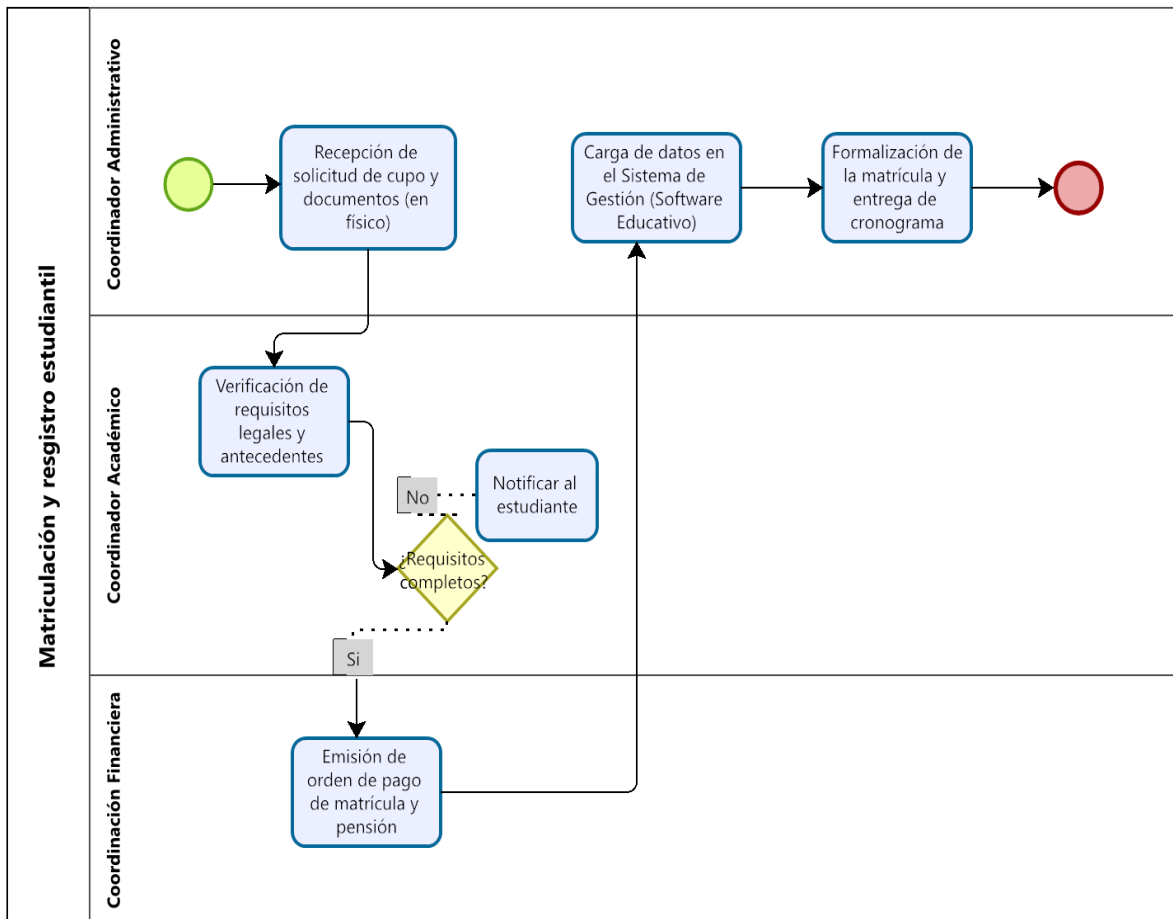 Matriculación y resgistro estudiantil
Coordinador Administrativo
Recepción de
solicitud de cupo y
documentos (en
físico)
Carga de datos en
el Sistema de
Gestión (Software
Educativo)
Formalización de
la matrícula y
entrega de
cronograma
Coordinador Académico
Verificación de
requisitos
legales y
antecedentes
No
Notificar al
estudiante
¿Requisitos
completos?
Si
Coordinación Financiera
Emisión de
orden de pago
de matrícula y
pensión